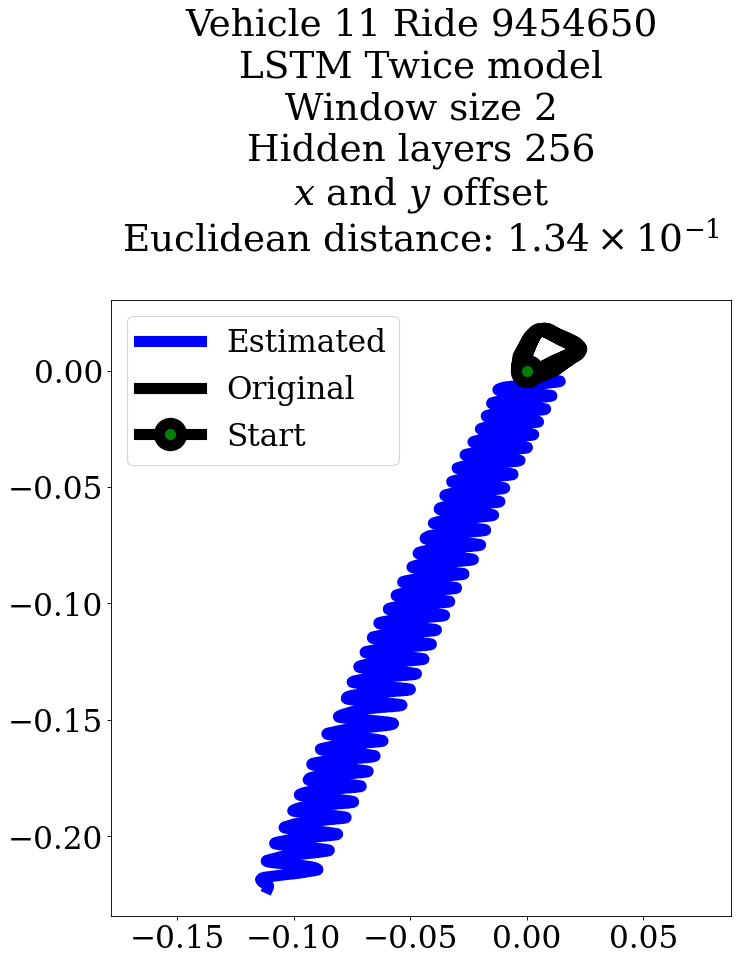 Vehicle 11 Ride 9454650
LSTM Twice model
Window size 2
Hidden layers 256
x and y offset
Euclidean distance: 1.34 × 10⁻¹
Estimated
Original
Start
0.00
−0.05
−0.10
−0.15
−0.20
−0.15 −0.10 −0.05 0.00 0.05